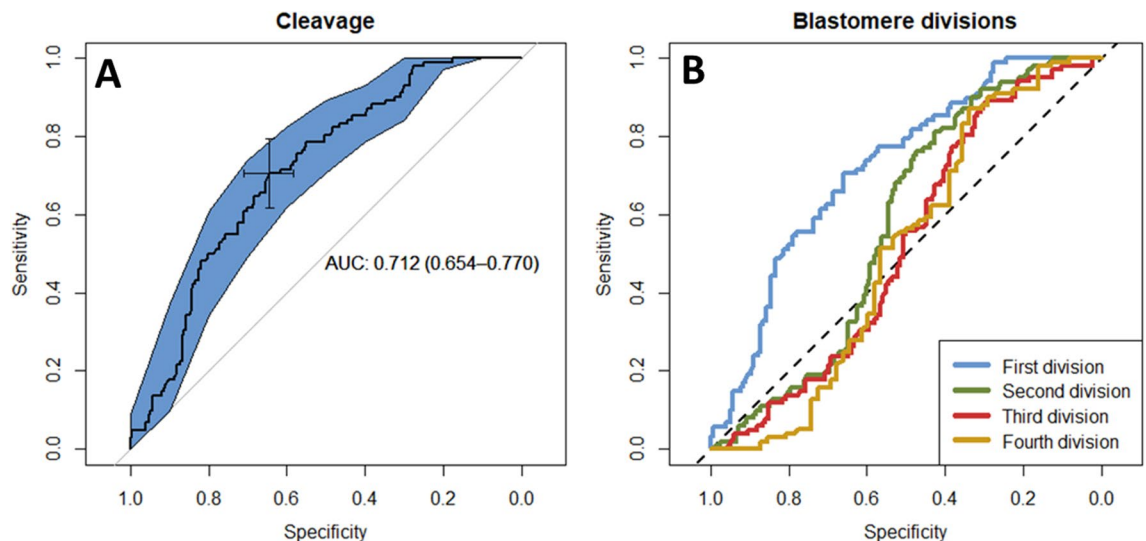 Cleavage
A
1.0
0.8
0.6
0.4
0.2
0.0
Sensitivity
AUC: 0.712 (0.654–0.770)
1.0 0.8 0.6 0.4 0.2 0.0
Specificity
Blastomere divisions
B
1.0
0.8
0.6
0.4
0.2
0.0
Sensitivity
First division
Second division
Third division
Fourth division
1.0 0.8 0.6 0.4 0.2 0.0
Specificity